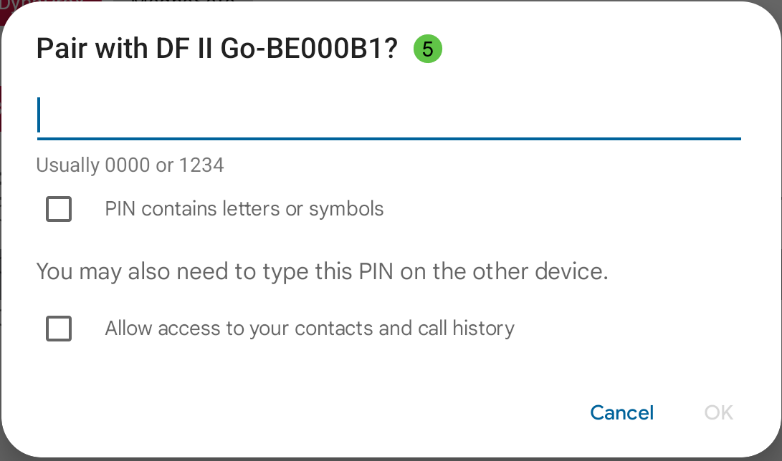 Pair with DF II Go-BE000B1? 5
Usually 0000 or 1234
PIN contains letters or symbols
You may also need to type this PIN on the other device.
Allow access to your contacts and call history
Cancel OK